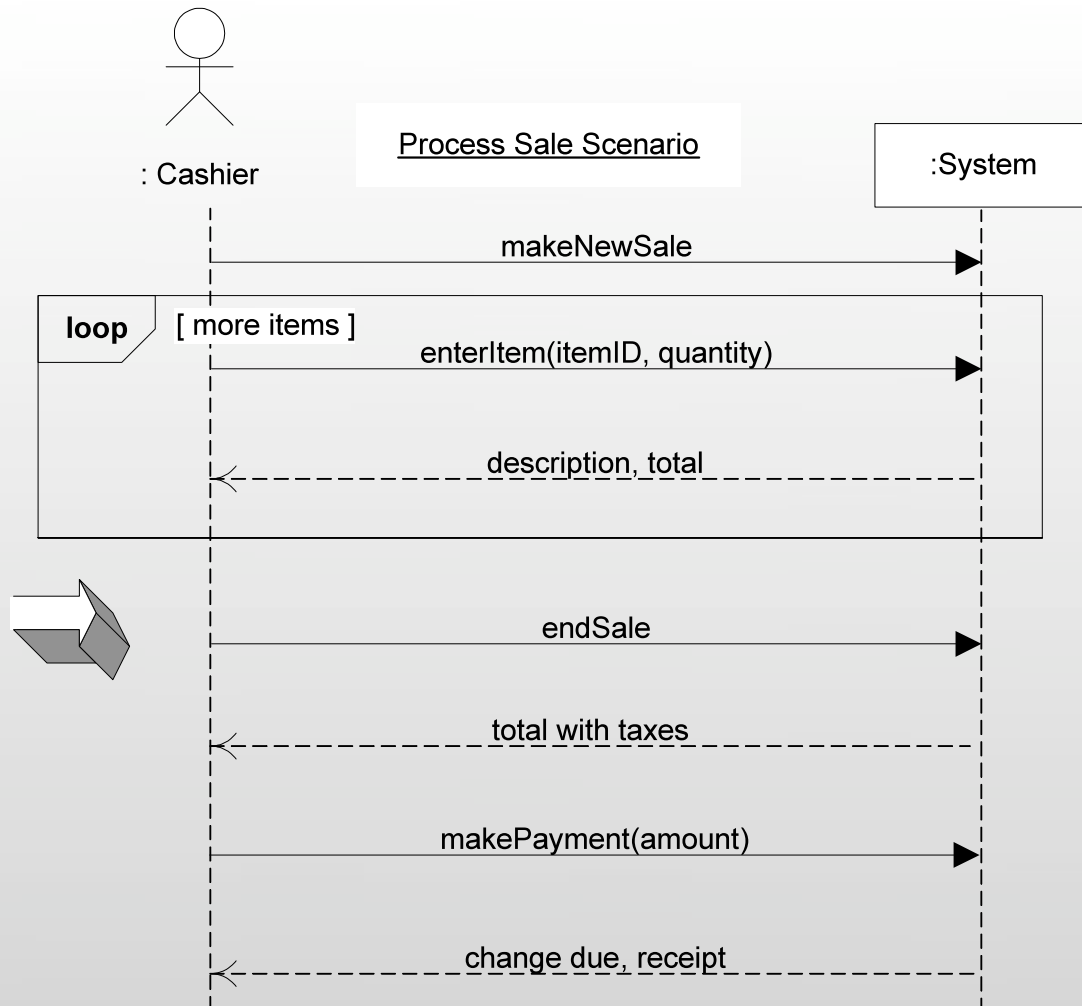 Process Sale Scenario
: Cashier
:System
makeNewSale
loop
[ more items ]
enterItem(itemID, quantity)
description, total
endSale
total with taxes
makePayment(amount)
change due, receipt